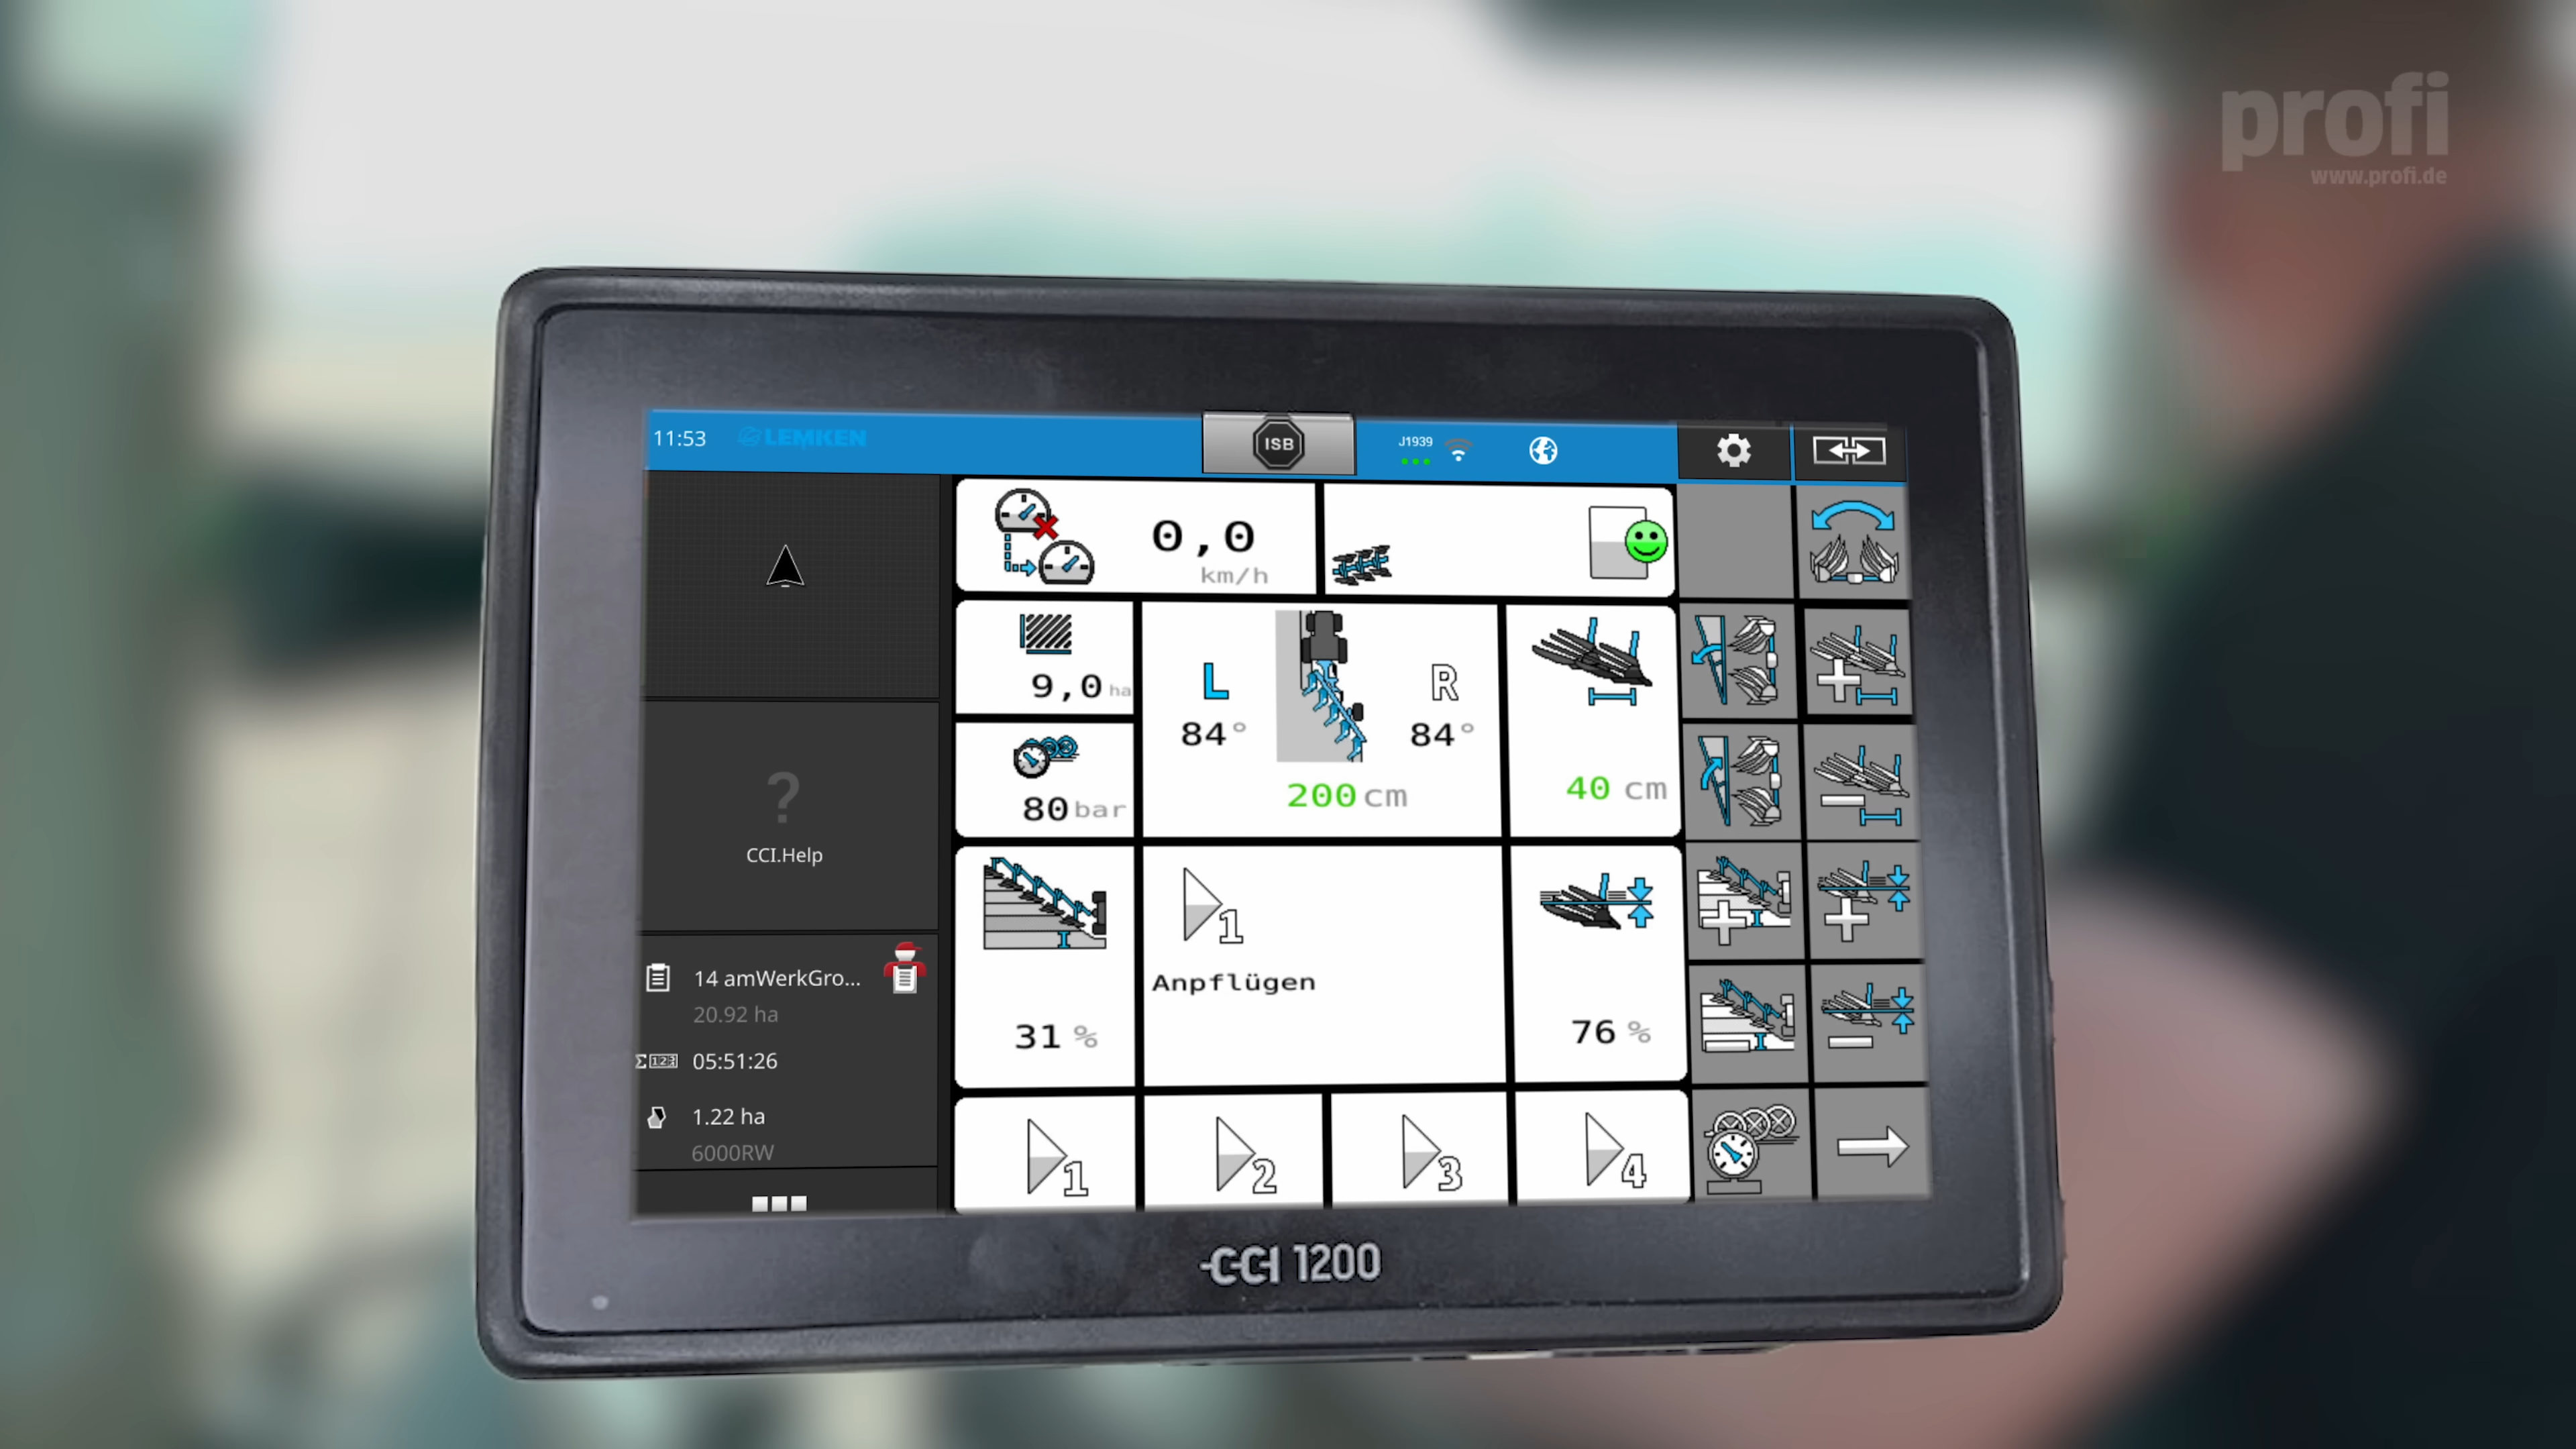 profi
www.profi.de
11:53
LEMKEN
ISB
J1939
0,0
km/h
9,0 ha
L
R
84°
84°
200 cm
40 cm
80 bar
?
CCI.Help
1
Anpflügen
14 amWerkGro...
20.92 ha
31 %
76 %
Σ 123 05:51:26
1.22 ha
6000RW
1
2
3
4
CCI 1200